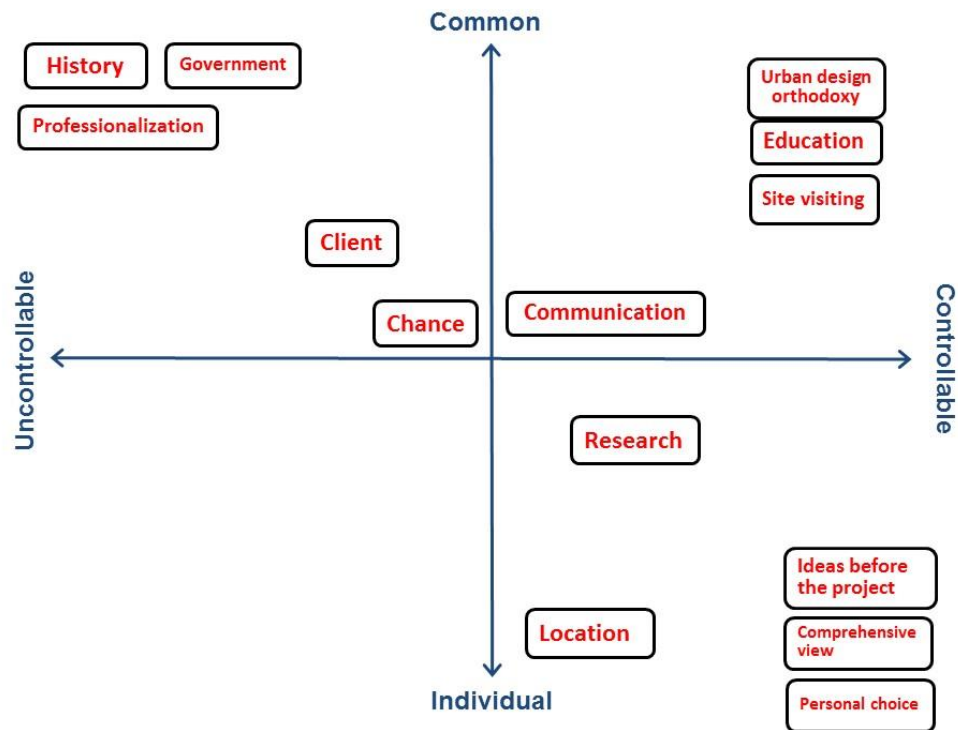 Common
History
Government
Urban design
orthodoxy
Professionalization
Education
Site visiting
Client
Communication
Chance
Uncontrollable
Controllable
Research
Ideas before
the project
Location
Comprehensive
view
Individual
Personal choice